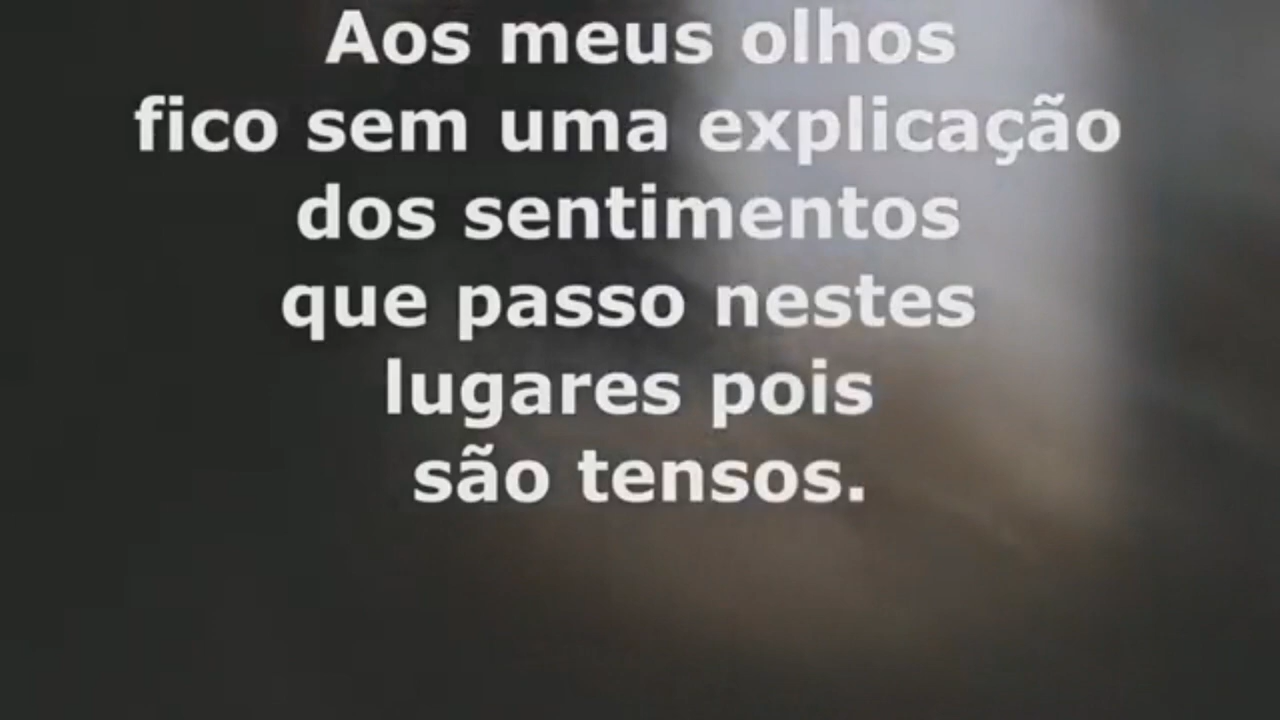 Aos meus olhos
fico sem uma explicação
dos sentimentos
que passo nestes
lugares pois
são tensos.